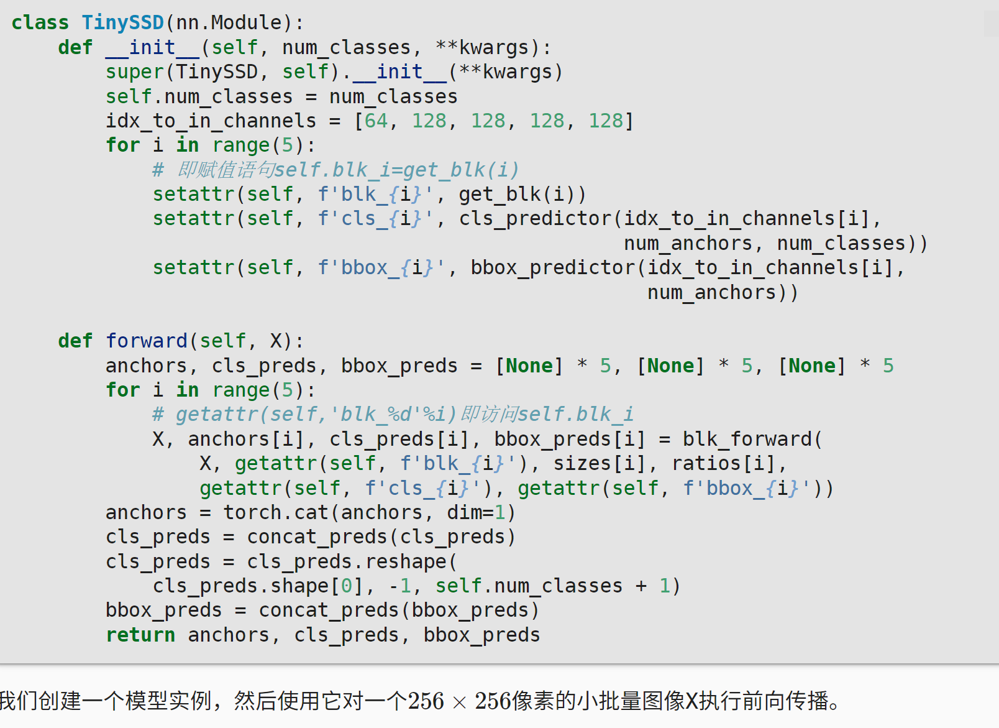 class TinySSD(nn.Module):
    def __init__(self, num_classes, **kwargs):
        super(TinySSD, self).__init__(**kwargs)
        self.num_classes = num_classes
        idx_to_in_channels = [64, 128, 128, 128, 128]
        for i in range(5):
            # 即赋值语句self.blk_i=get_blk(i)
            setattr(self, f'blk_{i}', get_blk(i))
            setattr(self, f'cls_{i}', cls_predictor(idx_to_in_channels[i],
                                                    num_anchors, num_classes))
            setattr(self, f'bbox_{i}', bbox_predictor(idx_to_in_channels[i],
                                                      num_anchors))

    def forward(self, X):
        anchors, cls_preds, bbox_preds = [None] * 5, [None] * 5, [None] * 5
        for i in range(5):
            # getattr(self,'blk_%d'%i)即访问self.blk_i
            X, anchors[i], cls_preds[i], bbox_preds[i] = blk_forward(
                X, getattr(self, f'blk_{i}'), sizes[i], ratios[i],
                getattr(self, f'cls_{i}'), getattr(self, f'bbox_{i}'))
        anchors = torch.cat(anchors, dim=1)
        cls_preds = concat_preds(cls_preds)
        cls_preds = cls_preds.reshape(
            cls_preds.shape[0], -1, self.num_classes + 1)
        bbox_preds = concat_preds(bbox_preds)
        return anchors, cls_preds, bbox_preds
我们创建一个模型实例，然后使用它对一个256 × 256像素的小批量图像X执行前向传播。